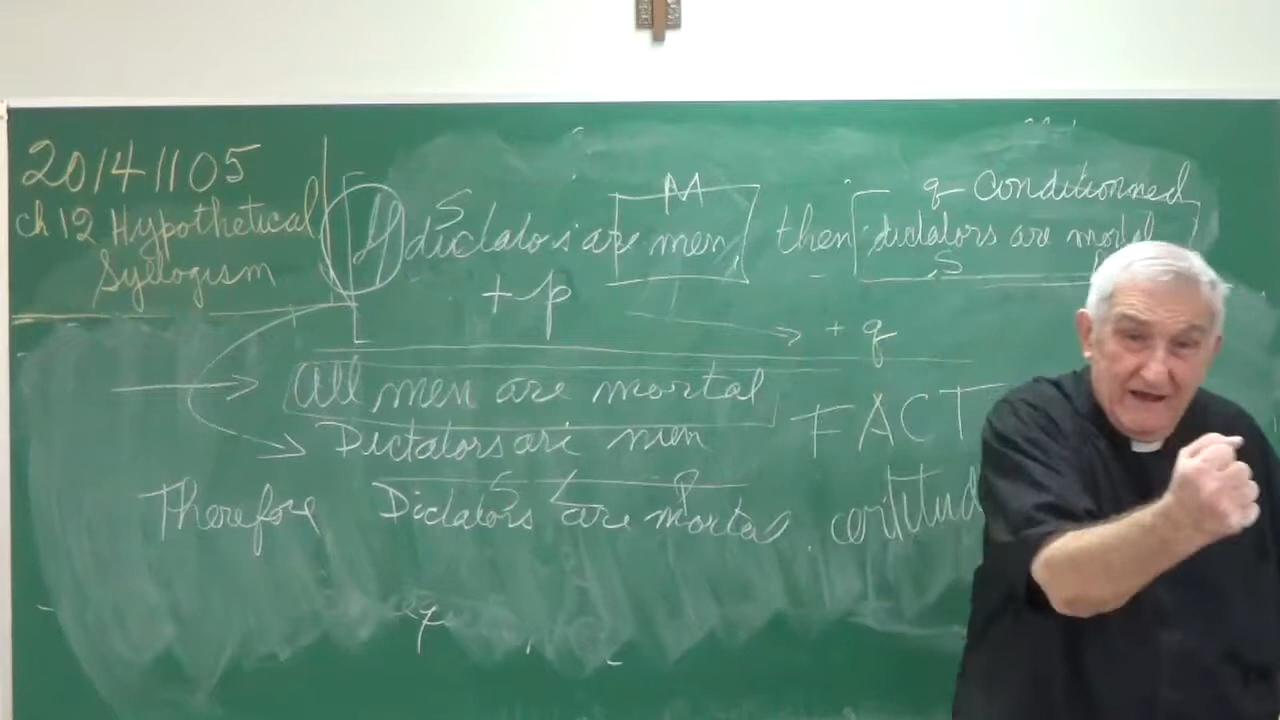 20141105
ch 12 Hypothetical
Syllogism
M
q conditionned
S
If dictators are men then dictators are mortal
S
+ p
+ q
All men are mortal
FACT
Dictators are men
S
P
Therefore Dictators are mortal. certitud